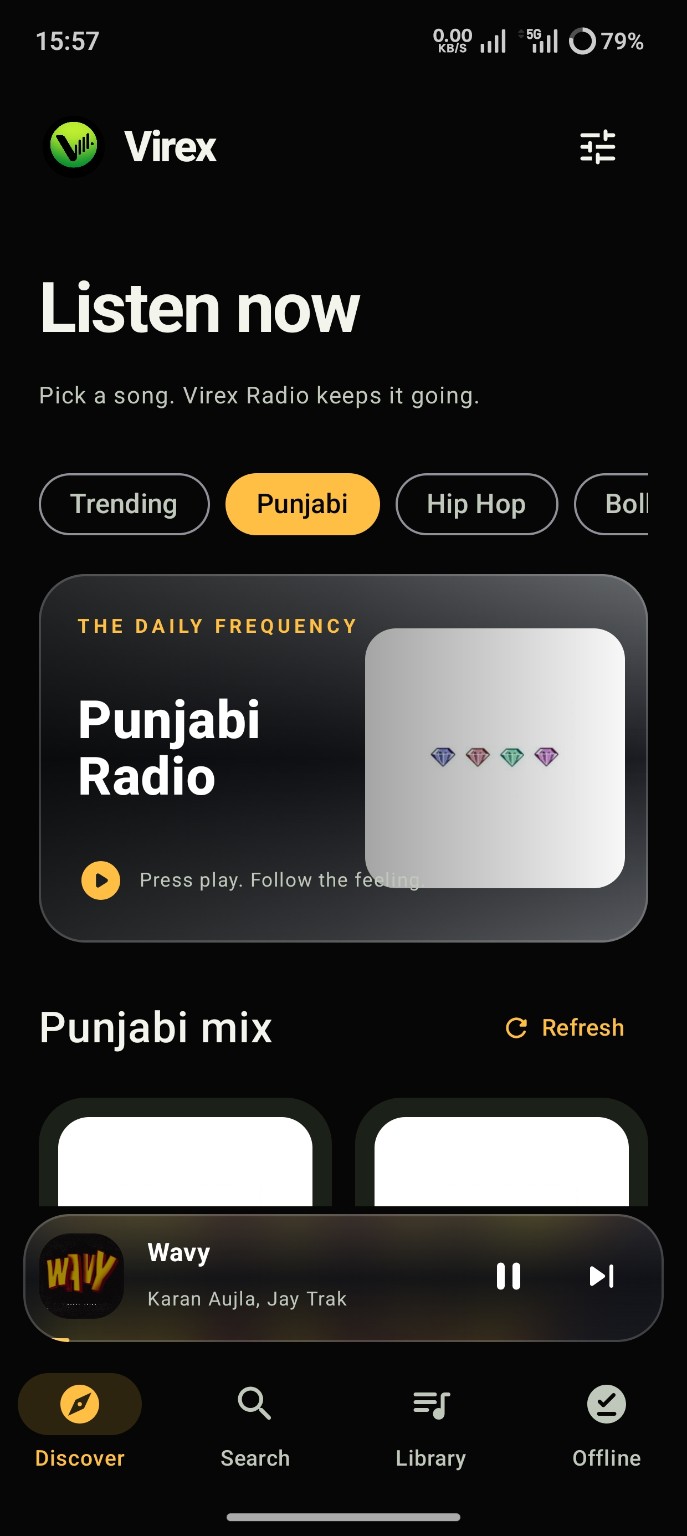 15:57
0.00
KB/S
5G
79%
Virex
Listen now
Pick a song. Virex Radio keeps it going.
Trending
Punjabi
Hip Hop
Boll
THE DAILY FREQUENCY
Punjabi
Radio
Press play. Follow the feeling.
Punjabi mix
Refresh
WAVY
Wavy
Karan Aujla, Jay Trak
Discover
Search
Library
Offline